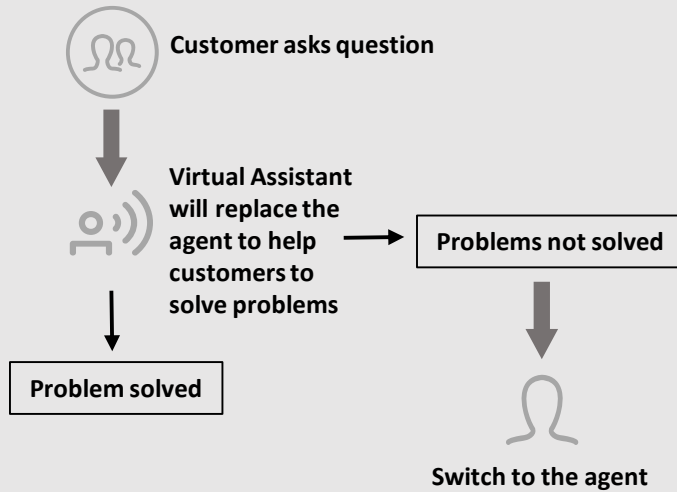 Customer asks question
Virtual Assistant
will replace the
agent to help
customers to
solve problems
Problems not solved
Problem solved
Switch to the agent